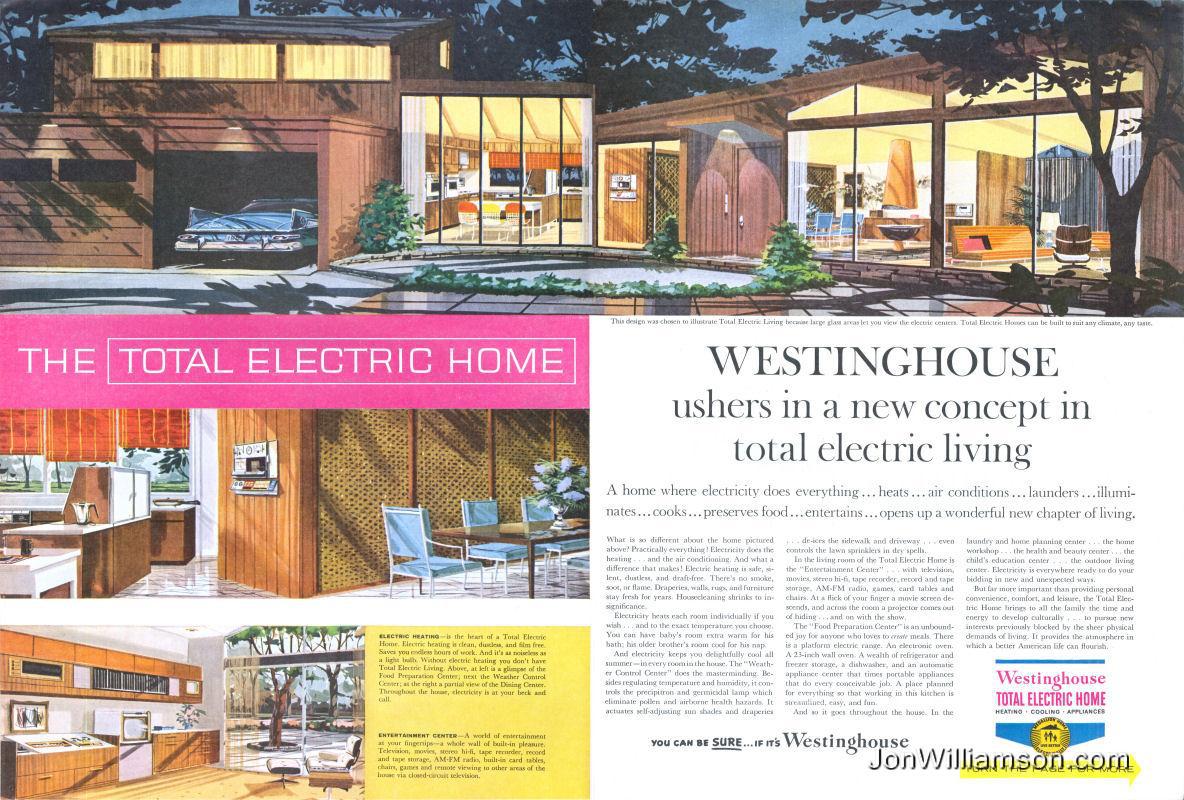 This design was chosen to illustrate Total Electric Living because large glass areas let you view the electric centers. Total Electric Homes can be built to suit any climate, any taste.
THE TOTAL ELECTRIC HOME
WESTINGHOUSE
ushers in a new concept in
total electric living
A home where electricity does everything ... heats ... air conditions ... launders ... illumi-
nates ... cooks ... preserves food ... entertains ... opens up a wonderful new chapter of living.
What is so different about the home pictured
above? Practically everything! Electricity does the
heating . . . and the air conditioning. And what a
difference that makes! Electric heating is safe, si-
lent, dustless, and draft-free. There's no smoke,
soot, or flame. Draperies, walls, rugs, and furniture
stay fresh for years. Housecleaning shrinks to in-
significance.
Electricity heats each room individually if you
wish . . . and to the exact temperature you choose.
You can have baby's room extra warm for his
bath; his older brother's room cool for his nap.
And electricity keeps you delightfully cool all
summer—in every room in the house. The "Weath-
er Control Center" does the masterminding. Be-
sides regulating temperature and humidity, it con-
trols the precipitron and germicidal lamp which
eliminate pollen and airborne health hazards. It
actuates self-adjusting sun shades and draperies
. . . de-ices the sidewalk and driveway . . . even
controls the lawn sprinklers in dry spells.
In the living room of the Total Electric Home is
the "Entertainment Center" . . . with television,
movies, stereo hi-fi, tape recorder, record and tape
storage, AM-FM radio, games, card tables and
chairs. At a flick of your finger a movie screen de-
scends, and across the room a projector comes out
of hiding . . . and on with the show.
The "Food Preparation Center" is an unbound-
ed joy for anyone who loves to create meals. There
is a platform electric range. An electronic oven.
A 23-inch wall oven. A wealth of refrigerator and
freezer storage, a dishwasher, and an automatic
appliance center that times portable appliances
that do every conceivable job. A place planned
for everything so that working in this kitchen is
streamlined, easy, and fun.
And so it goes throughout the house. In the
laundry and home planning center . . . the home
workshop . . . the health and beauty center . . . the
child's education center . . . the outdoor living
center. Electricity is everywhere ready to do your
bidding in new and unexpected ways.
But far more important than providing personal
convenience, comfort, and leisure, the Total Elec-
tric Home brings to all the family the time and
energy to develop culturally . . . to pursue new
interests previously blocked by the sheer physical
demands of living. It provides the atmosphere in
which a better American life can flourish.
ELECTRIC HEATING—is the heart of a Total Electric
Home. Electric heating is clean, dustless, and film free.
Saves you endless hours of work. And it's as noiseless as
a light bulb. Without electric heating you don't have
Total Electric Living. Above, at left is a glimpse of the
Food Preparation Center; next the Weather Control
Center; at the right a partial view of the Dining Center.
Throughout the house, electricity is at your beck and
call.
ENTERTAINMENT CENTER—A world of entertainment
at your fingertips—a whole wall of built-in pleasure.
Television, movies, stereo hi-fi, tape recorder, record
and tape storage, AM-FM radio, built-in card tables,
chairs, games and remote viewing to other areas of the
house via closed-circuit television.
Westinghouse
TOTAL ELECTRIC HOME
HEATING · COOLING · APPLIANCES
YOU CAN BE SURE...IF IT'S Westinghouse
TURN THE PAGE FOR MORE
JonWilliamson.com